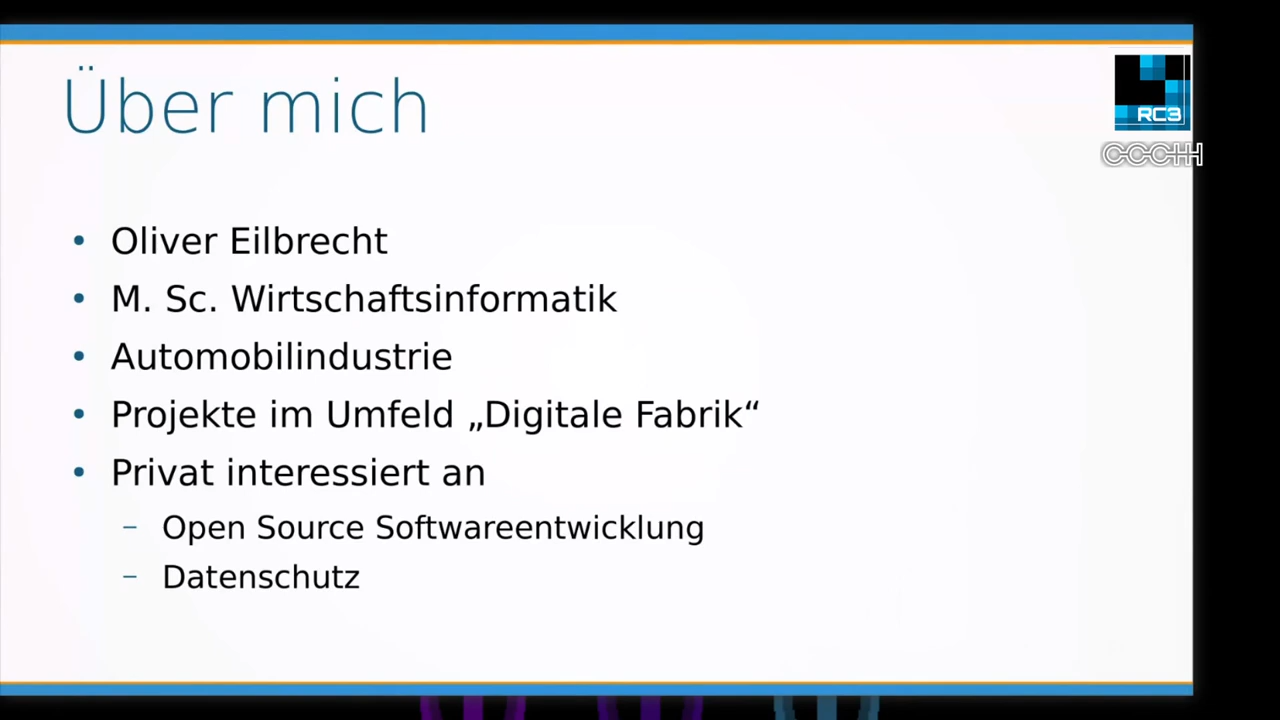 Über mich
RC3
CCCHH
• Oliver Eilbrecht
• M. Sc. Wirtschaftsinformatik
• Automobilindustrie
• Projekte im Umfeld „Digitale Fabrik“
• Privat interessiert an
– Open Source Softwareentwicklung
– Datenschutz